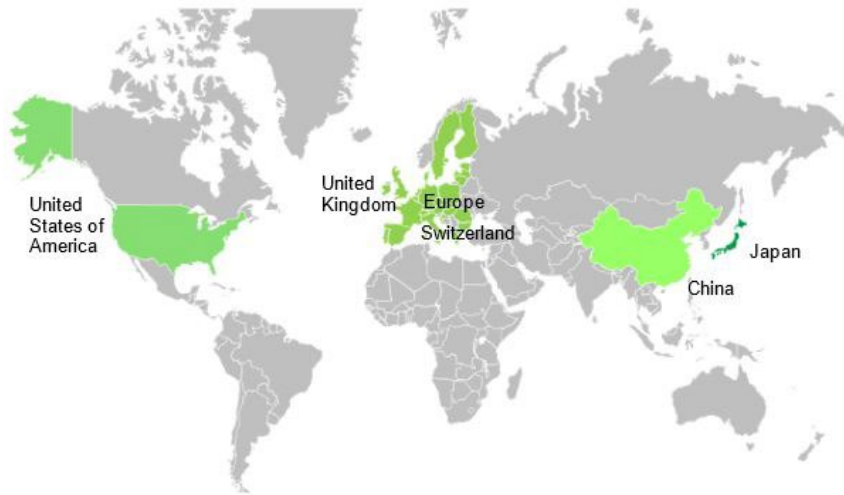 United
States of
America
United
Kingdom
Europe
Switzerland
China
Japan